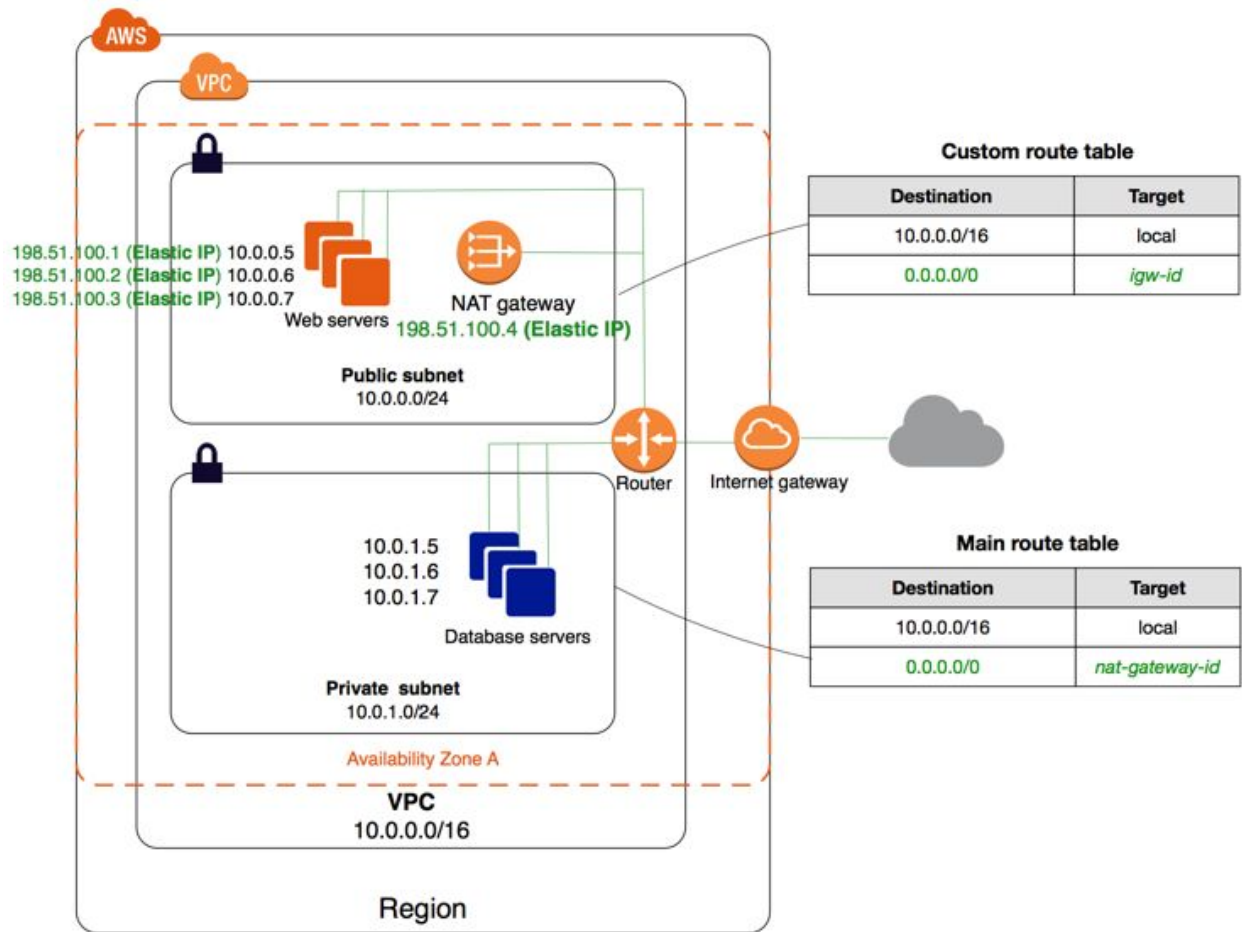 AWS
VPC
Custom route table
Destination Target
10.0.0.0/16 local
0.0.0.0/0 igw-id
198.51.100.1 (Elastic IP) 10.0.0.5
198.51.100.2 (Elastic IP) 10.0.0.6
198.51.100.3 (Elastic IP) 10.0.0.7
Web servers
NAT gateway
198.51.100.4 (Elastic IP)
Public subnet
10.0.0.0/24
Router
Internet gateway
10.0.1.5
10.0.1.6
10.0.1.7
Database servers
Main route table
Destination Target
10.0.0.0/16 local
0.0.0.0/0 nat-gateway-id
Private subnet
10.0.1.0/24
Availability Zone A
VPC
10.0.0.0/16
Region